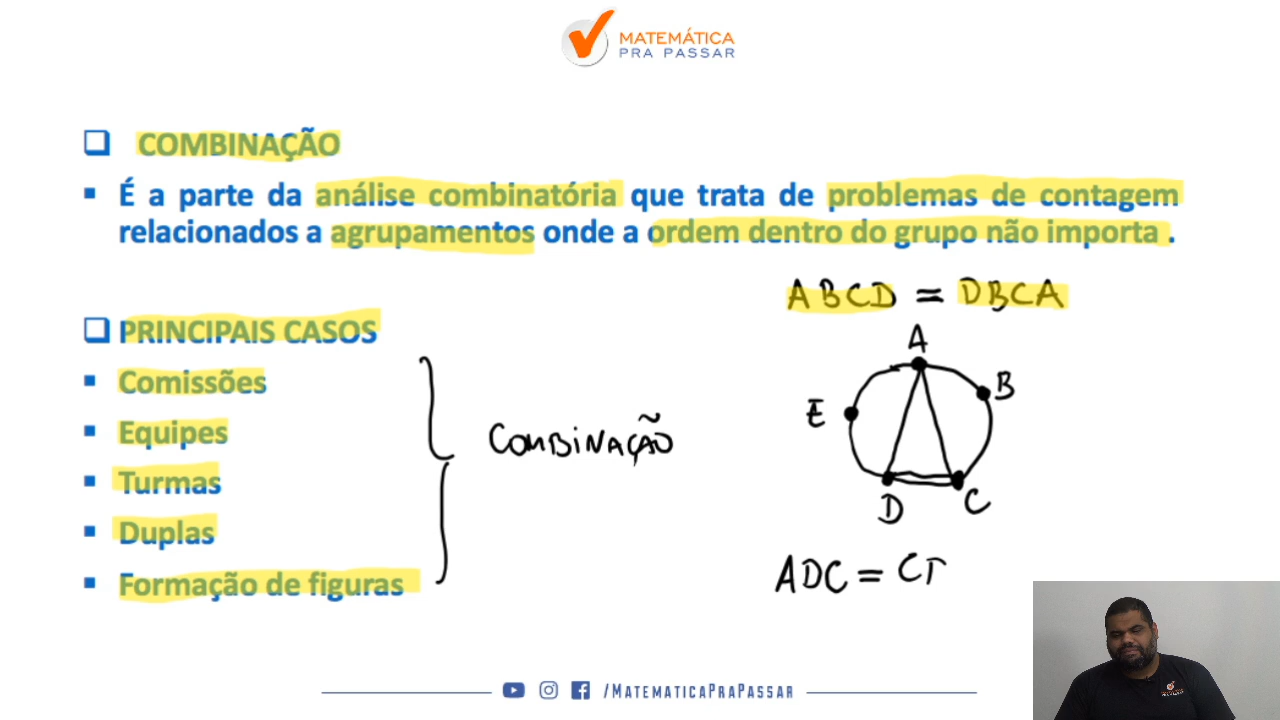 MATEMÁTICA
PRA PASSAR
COMBINAÇÃO
É a parte da análise combinatória que trata de problemas de contagem
relacionados a agrupamentos onde a ordem dentro do grupo não importa .
ABCD = DBCA
PRINCIPAIS CASOS
A
Comissões
B
E
Equipes
COMBINAÇÃO
Turmas
D
C
Duplas
ADC =
Formação de figuras
/MATEMATICAPRAPASSAR